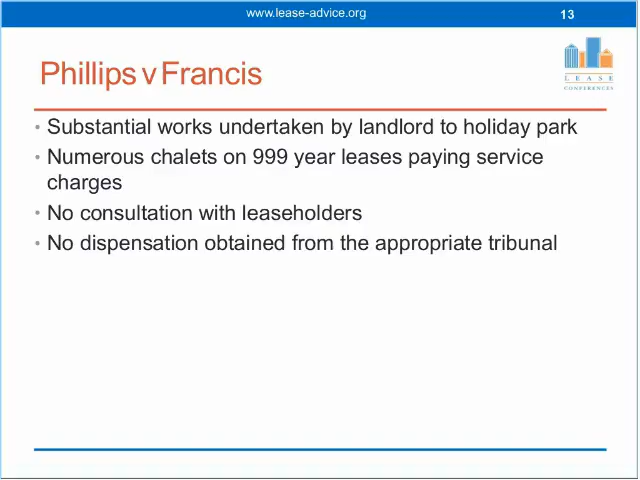 www.lease-advice.org
13
Phillips v Francis
L E A S E
CONFERENCES
• Substantial works undertaken by landlord to holiday park
• Numerous chalets on 999 year leases paying service
charges
• No consultation with leaseholders
• No dispensation obtained from the appropriate tribunal